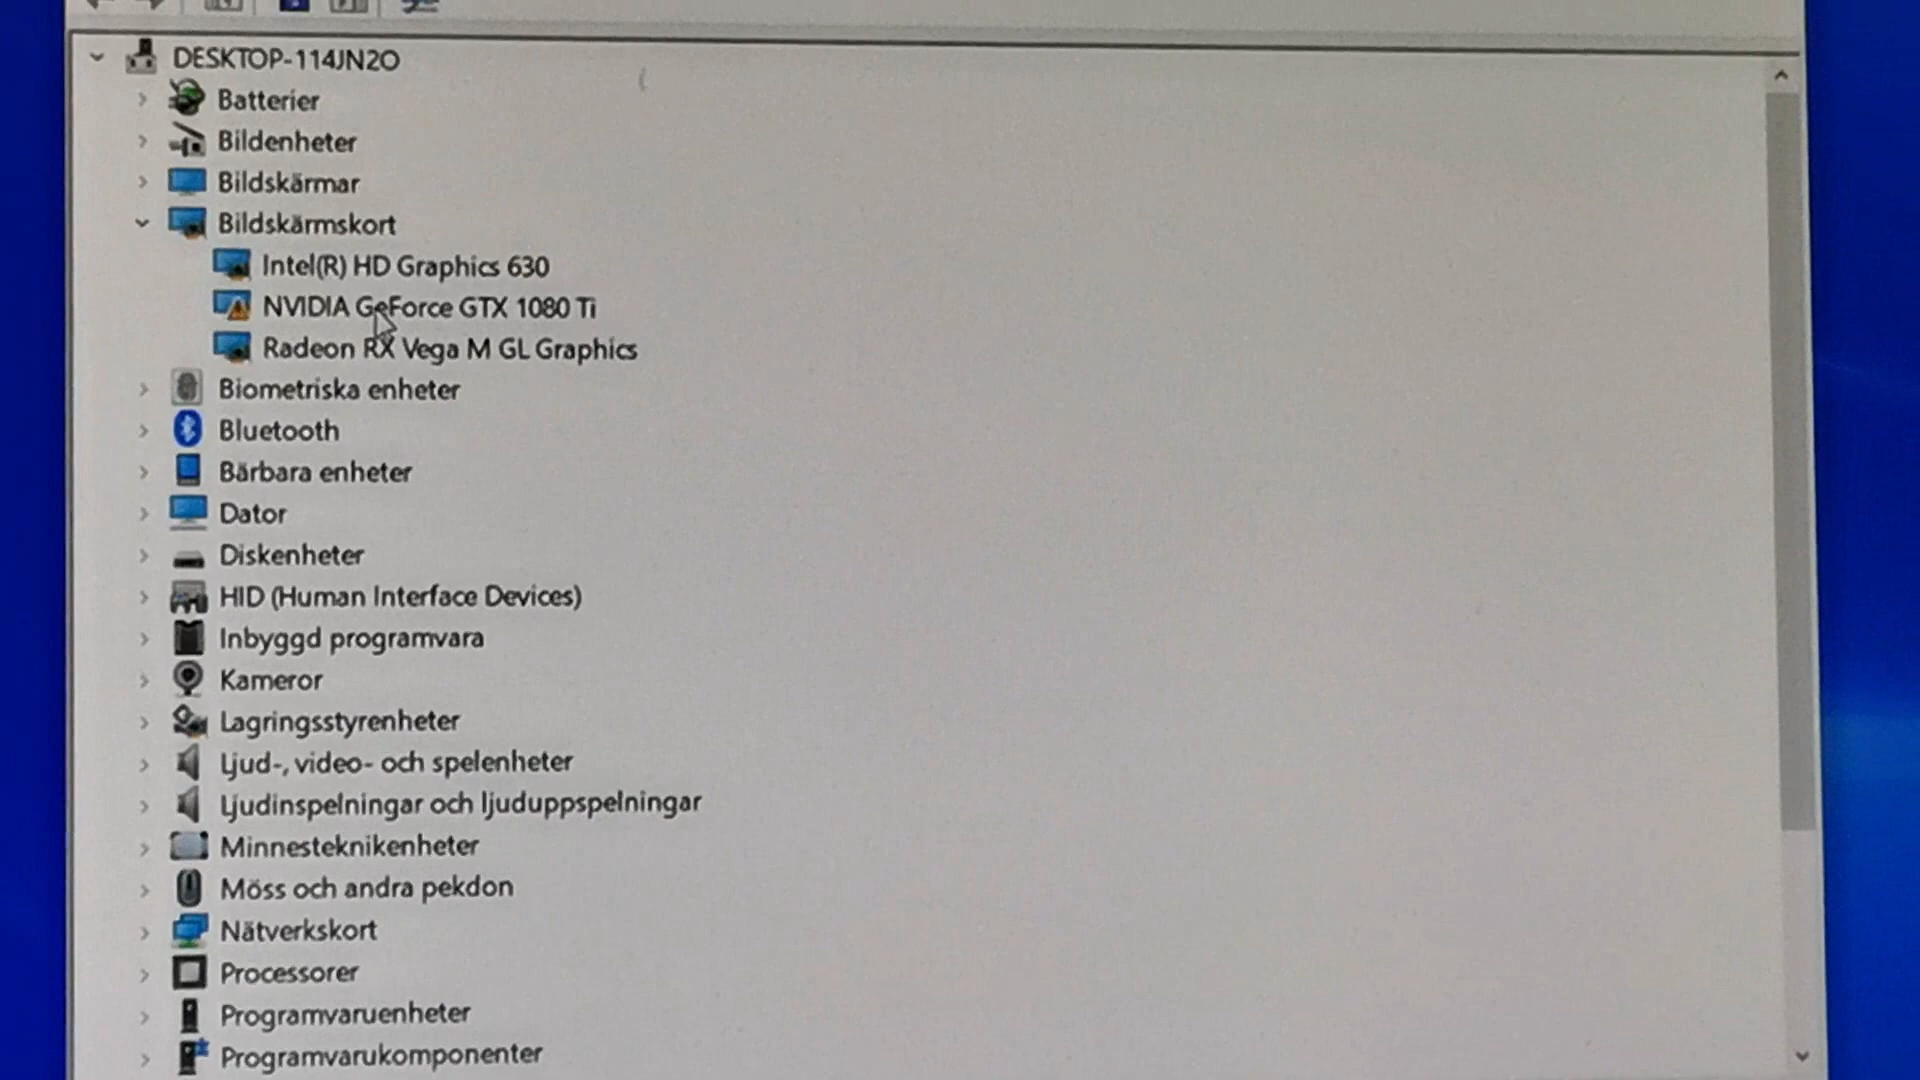 DESKTOP-114JN2O
Batterier
Bildenheter
Bildskärmar
Bildskärmskort
Intel(R) HD Graphics 630
NVIDIA GeForce GTX 1080 Ti
Radeon RX Vega M GL Graphics
Biometriska enheter
Bluetooth
Bärbara enheter
Dator
Diskenheter
HID (Human Interface Devices)
Inbyggd programvara
Kameror
Lagringsstyrenheter
Ljud-, video- och spelenheter
Ljudinspelningar och ljuduppspelningar
Minnesteknikenheter
Möss och andra pekdon
Nätverkskort
Processorer
Programvaruenheter
Programvarukomponenter